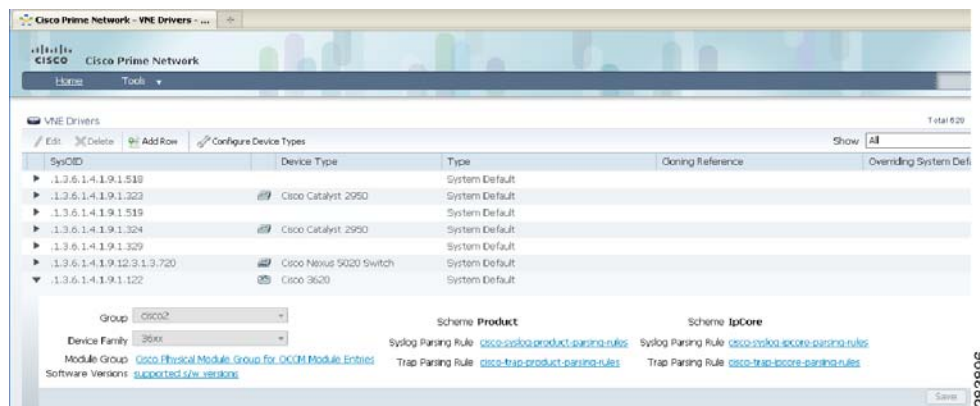 Cisco Prime Network - VNE Drivers - ...
CISCO Cisco Prime Network
Home Tools
VNE Drivers Total 620
Edit Delete Add Row Configure Device Types Show All
SysOID Device Type Type Cloning Reference Overriding System Defa
.1.3.6.1.4.1.9.1.518 System Default
.1.3.6.1.4.1.9.1.323 Cisco Catalyst 2950 System Default
.1.3.6.1.4.1.9.1.519 System Default
.1.3.6.1.4.1.9.1.324 Cisco Catalyst 2950 System Default
.1.3.6.1.4.1.9.1.329 System Default
.1.3.6.1.4.1.9.12.3.1.3.720 Cisco Nexus 5020 Switch System Default
.1.3.6.1.4.1.9.1.122 Cisco 3620 System Default
Group cisco2 Scheme Product Scheme IpCore
Device Family 36xx Syslog Parsing Rule cisco-syslog-product-parsing-rules Syslog Parsing Rule cisco-syslog-ipcore-parsing-rules
Module Group Cisco Physical Module Group for OCCM Module Entries Trap Parsing Rule cisco-trap-product-parsing-rules Trap Parsing Rule cisco-trap-ipcore-parsing-rules
Software Versions supported s/w versions
Save